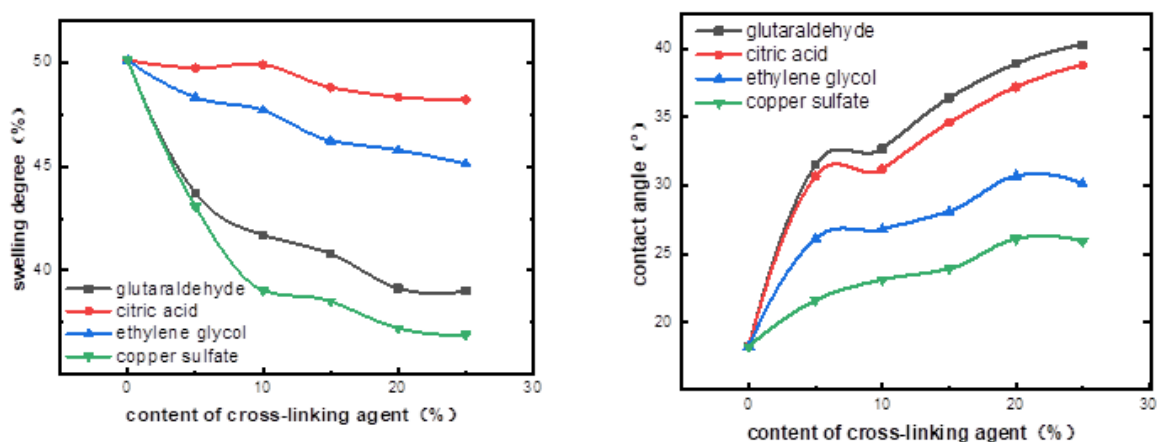 50
45
40
swelling degree (%)
glutaraldehyde
citric acid
ethylene glycol
copper sulfate
0 10 20 30
content of cross-linking agent (%)
40
35
30
25
20
contact angle (°)
glutaraldehyde
citric acid
ethylene glycol
copper sulfate
0 10 20 30
content of cross-linking agent (%)